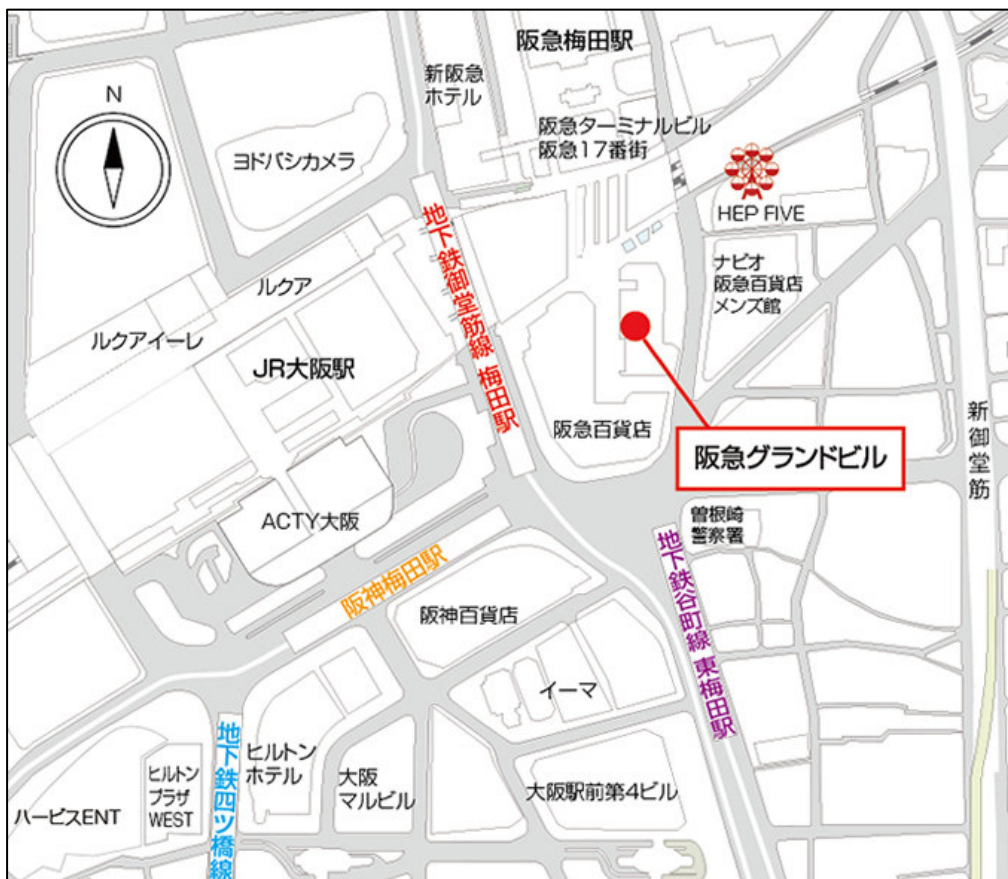 阪急梅田駅
N
新阪急
ホテル
ヨドバシカメラ
阪急ターミナルビル
阪急17番街
HEP FIVE
地下鉄御堂筋線 梅田駅
ナビオ
阪急百貨店
メンズ館
ルクア
ルクアイーレ
JR大阪駅
阪急百貨店
阪急グランドビル
新御堂筋
ACTY大阪
曽根崎
警察署
阪神梅田駅
地下鉄谷町線 東梅田駅
阪神百貨店
イーマ
地下鉄四ツ橋線
ヒルトン
ホテル
大阪
マルビル
大阪駅前第4ビル
ハービスENT
ヒルトン
プラザ
WEST